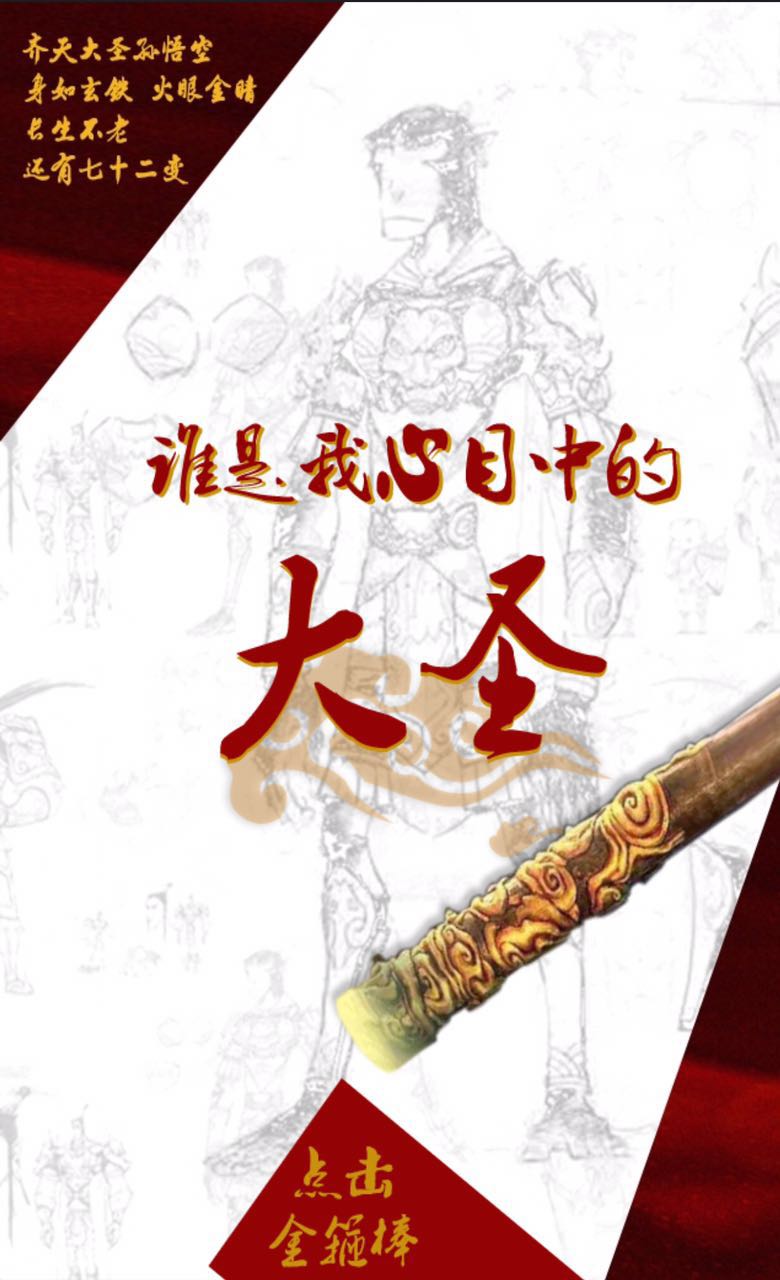 齐天大圣孙悟空
身如玄铁 火眼金睛
长生不老
还有七十二变
谁是我心目中的
大圣
点击
金箍棒